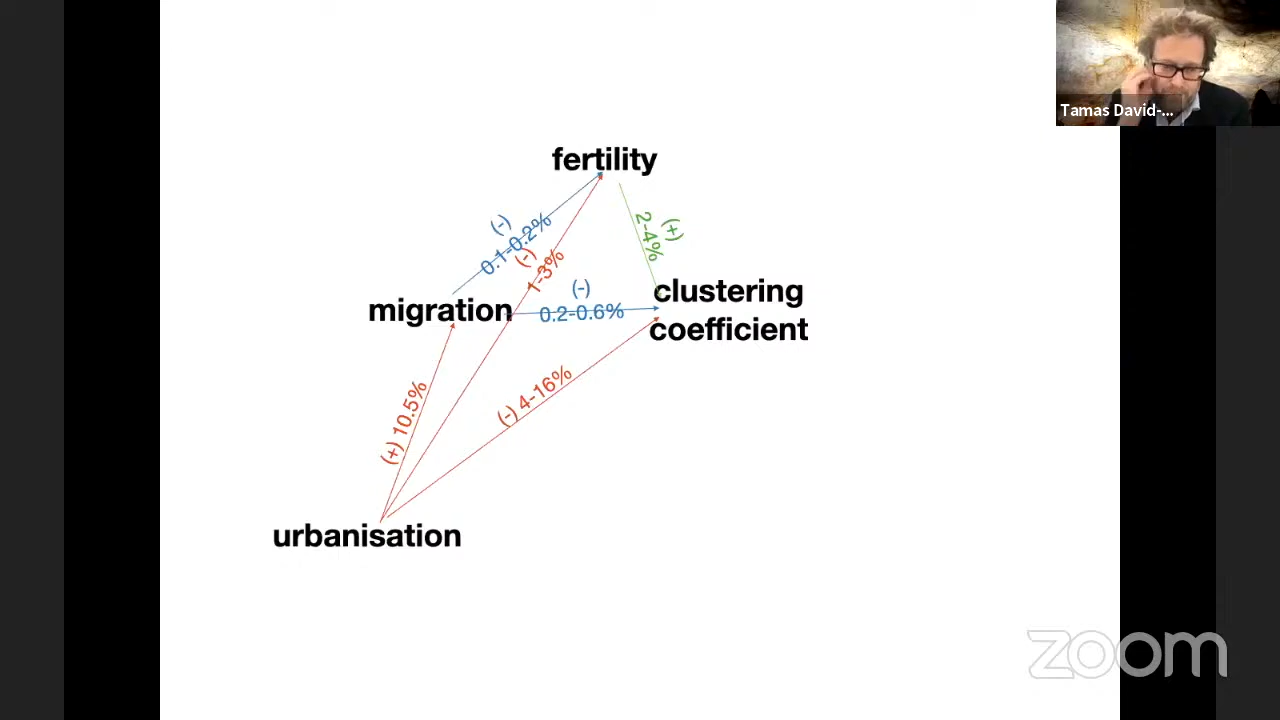 Tamas David-...
fertility
(-)
0.1-0.2%
(+)
2-4%
(-)
1-3%
migration
(-)
0.2-0.6%
clustering
coefficient
(+) 10.5%
(-) 4-16%
urbanisation
zoom